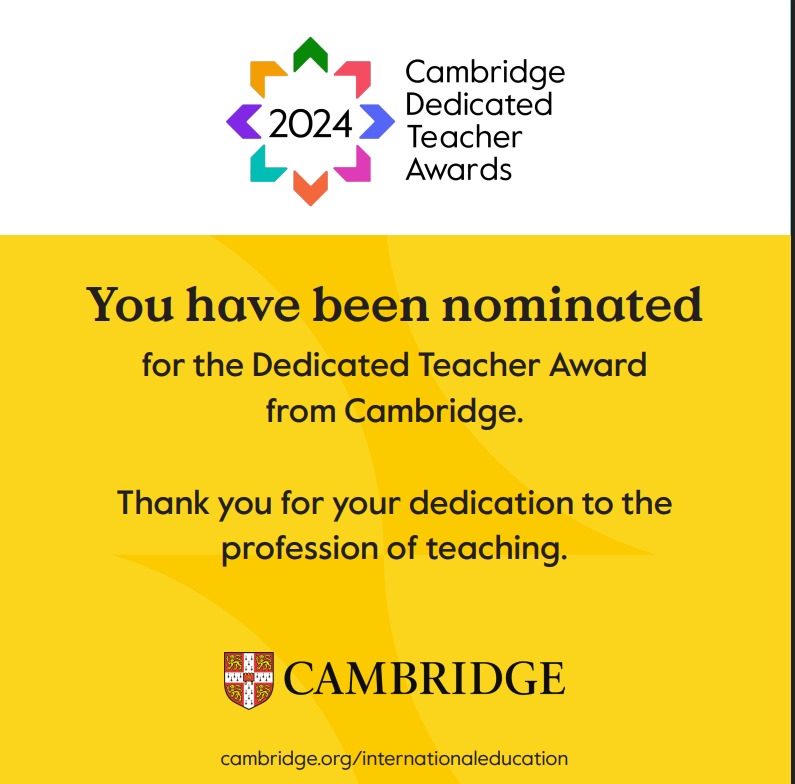 2024
Cambridge
Dedicated
Teacher
Awards
You have been nominated
for the Dedicated Teacher Award
from Cambridge.
Thank you for your dedication to the
profession of teaching.
CAMBRIDGE
cambridge.org/internationaleducation